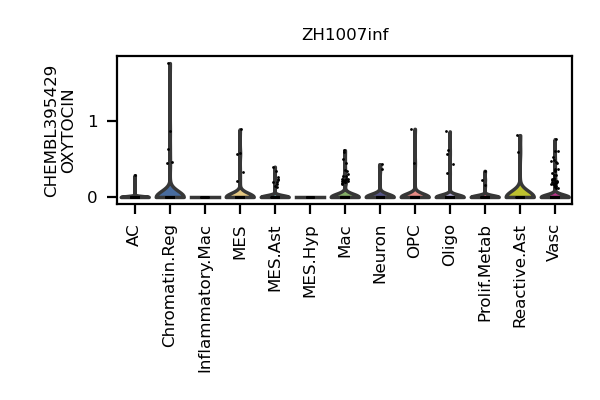 ZH1007inf
CHEMBL395429
OXYTOCIN
1
0
AC
Chromatin.Reg
Inflammatory.Mac
MES
MES.Ast
MES.Hyp
Mac
Neuron
OPC
Oligo
Prolif.Metab
Reactive.Ast
Vasc